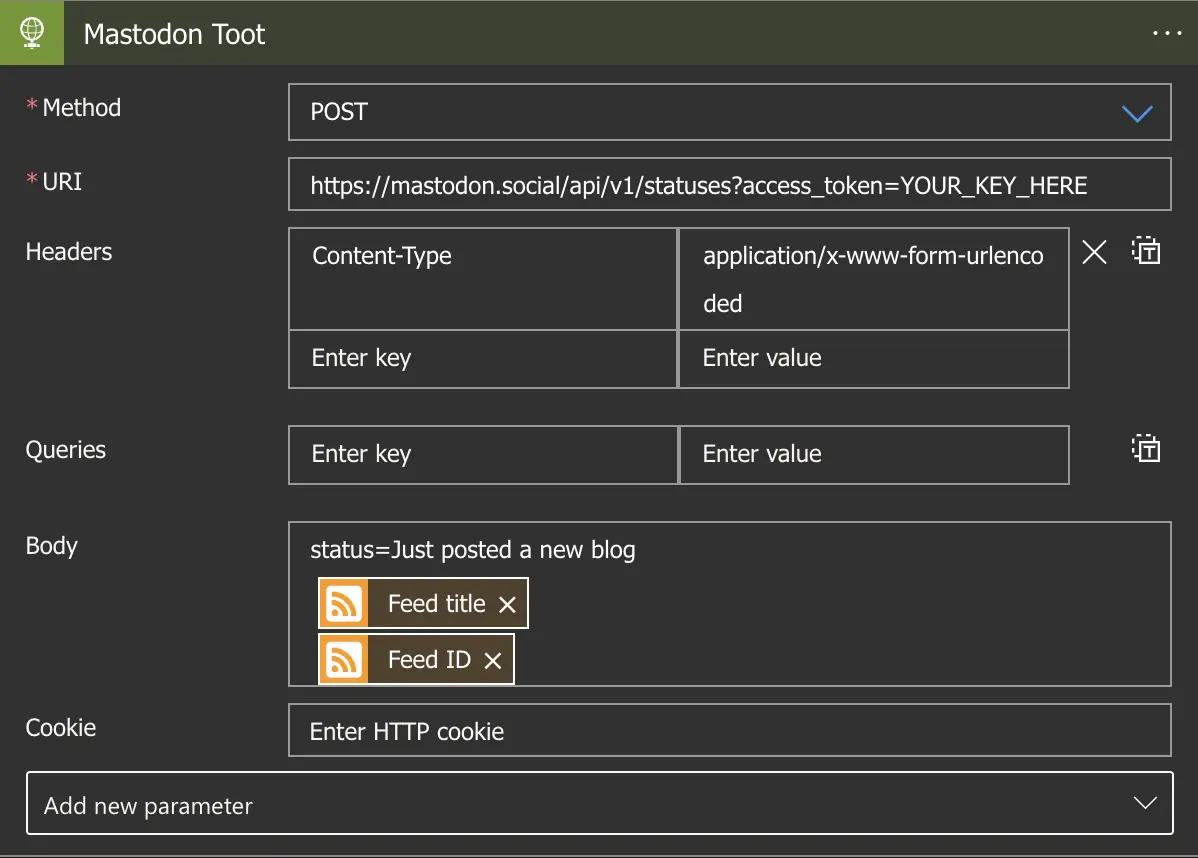 Mastodon Toot
* Method
POST
* URI
https://mastodon.social/api/v1/statuses?access_token=YOUR_KEY_HERE
Headers
Content-Type
application/x-www-form-urlenco
ded
Enter key
Enter value
Queries
Enter key
Enter value
Body
status=Just posted a new blog
Feed title
Feed ID
Cookie
Enter HTTP cookie
Add new parameter